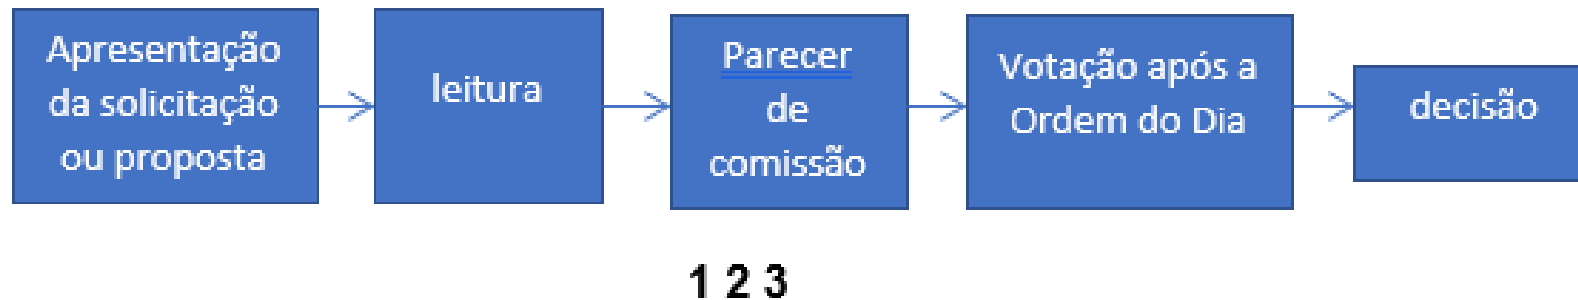 Apresentação
da solicitação
ou proposta
leitura
Parecer
de
comissão
Votação após a
Ordem do Dia
decisão
1 2 3